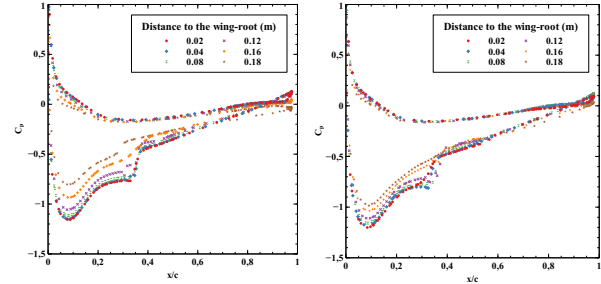 Distance to the wing-root (m)
0.02 0.12
0.04 0.16
0.08 0.18
1
0,5
0
−0,5
−1
−1,5
Cp
0 0,2 0,4 0,6 0,8 1
x/c
Distance to the wing-root (m)
0.02 0.12
0.04 0.16
0.08 0.18
1
0,5
0
−0,5
−1
−1,5
Cp
0 0,2 0,4 0,6 0,8 1
x/c